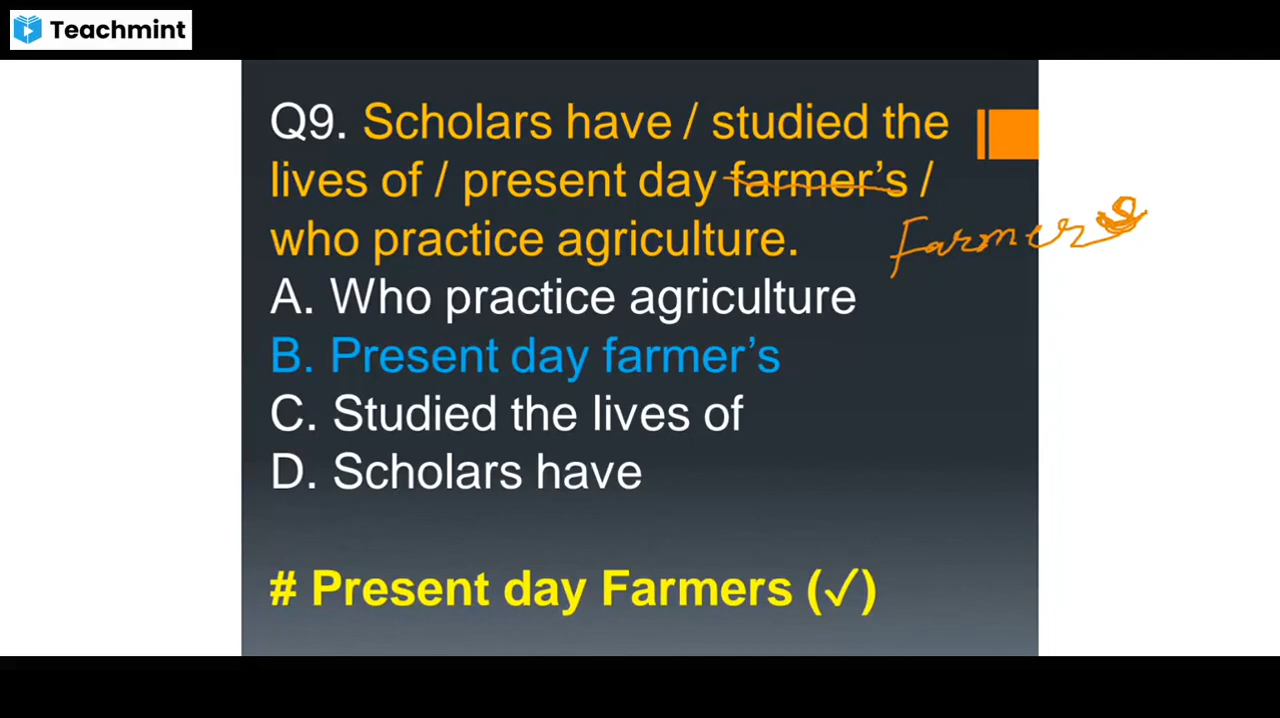 Teachmint
Q9. Scholars have / studied the
lives of / present day farmer’s /
who practice agriculture.
Farmers
A. Who practice agriculture
B. Present day farmer’s
C. Studied the lives of
D. Scholars have
# Present day Farmers (✓)